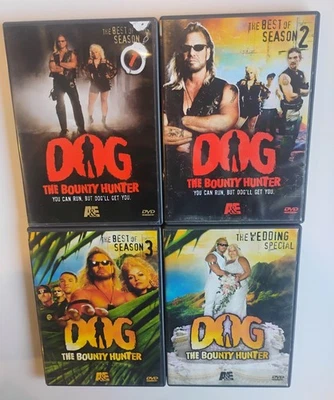 THE BEST OF
SEASON
1
DOG
THE BOUNTY HUNTER
YOU CAN RUN, BUT DOG'LL GET YOU.
A&E
DVD
THE BEST OF
SEASON 2
DOG
THE BOUNTY HUNTER
YOU CAN RUN, BUT DOG'LL GET YOU.
A&E
DVD
THE BEST OF
SEASON 3
DOG
THE BOUNTY HUNTER
A&E
DVD
THE WEDDING
SPECIAL
DOG
THE BOUNTY HUNTER
A&E
DVD